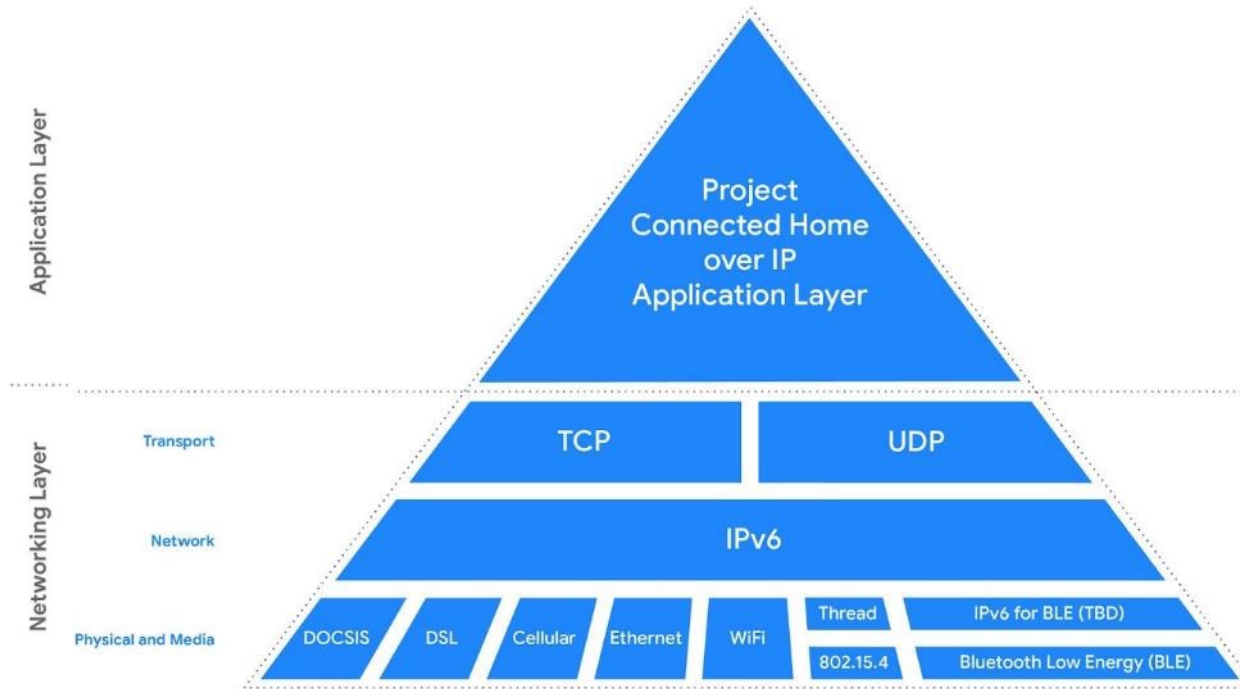 Application Layer
Project
Connected Home
over IP
Application Layer
Networking Layer
Transport
TCP
UDP
Network
IPv6
Physical and Media
DOCSIS
DSL
Cellular
Ethernet
WiFi
Thread
IPv6 for BLE (TBD)
802.15.4
Bluetooth Low Energy (BLE)